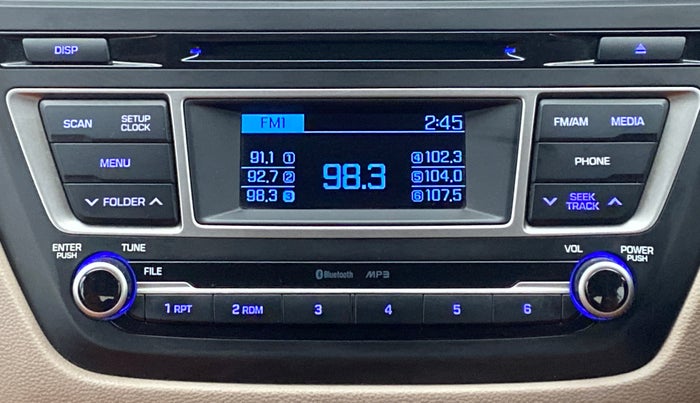 DISP
SCAN SETUP CLOCK
MENU
FOLDER
FM1 2:45
91.1 1
92.7 2
98.3 3
98.3
4 102.3
5 104.0
6 107.5
FM/AM MEDIA
PHONE
SEEK TRACK
ENTER PUSH
TUNE
FILE
Bluetooth MP3
VOL
POWER PUSH
1 RPT 2 RDM 3 4 5 6